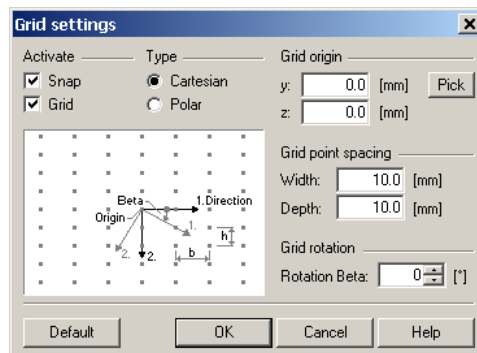 Grid settings
Activate
Snap
Grid
Type
Cartesian
Polar
Grid origin
y: 0.0 [mm] Pick
z: 0.0 [mm]
Grid point spacing
Width: 10.0 [mm]
Depth: 10.0 [mm]
Grid rotation
Rotation Beta: 0 [°]
Beta 1.Direction
Origin
1. h
2. 2. b
Default OK Cancel Help